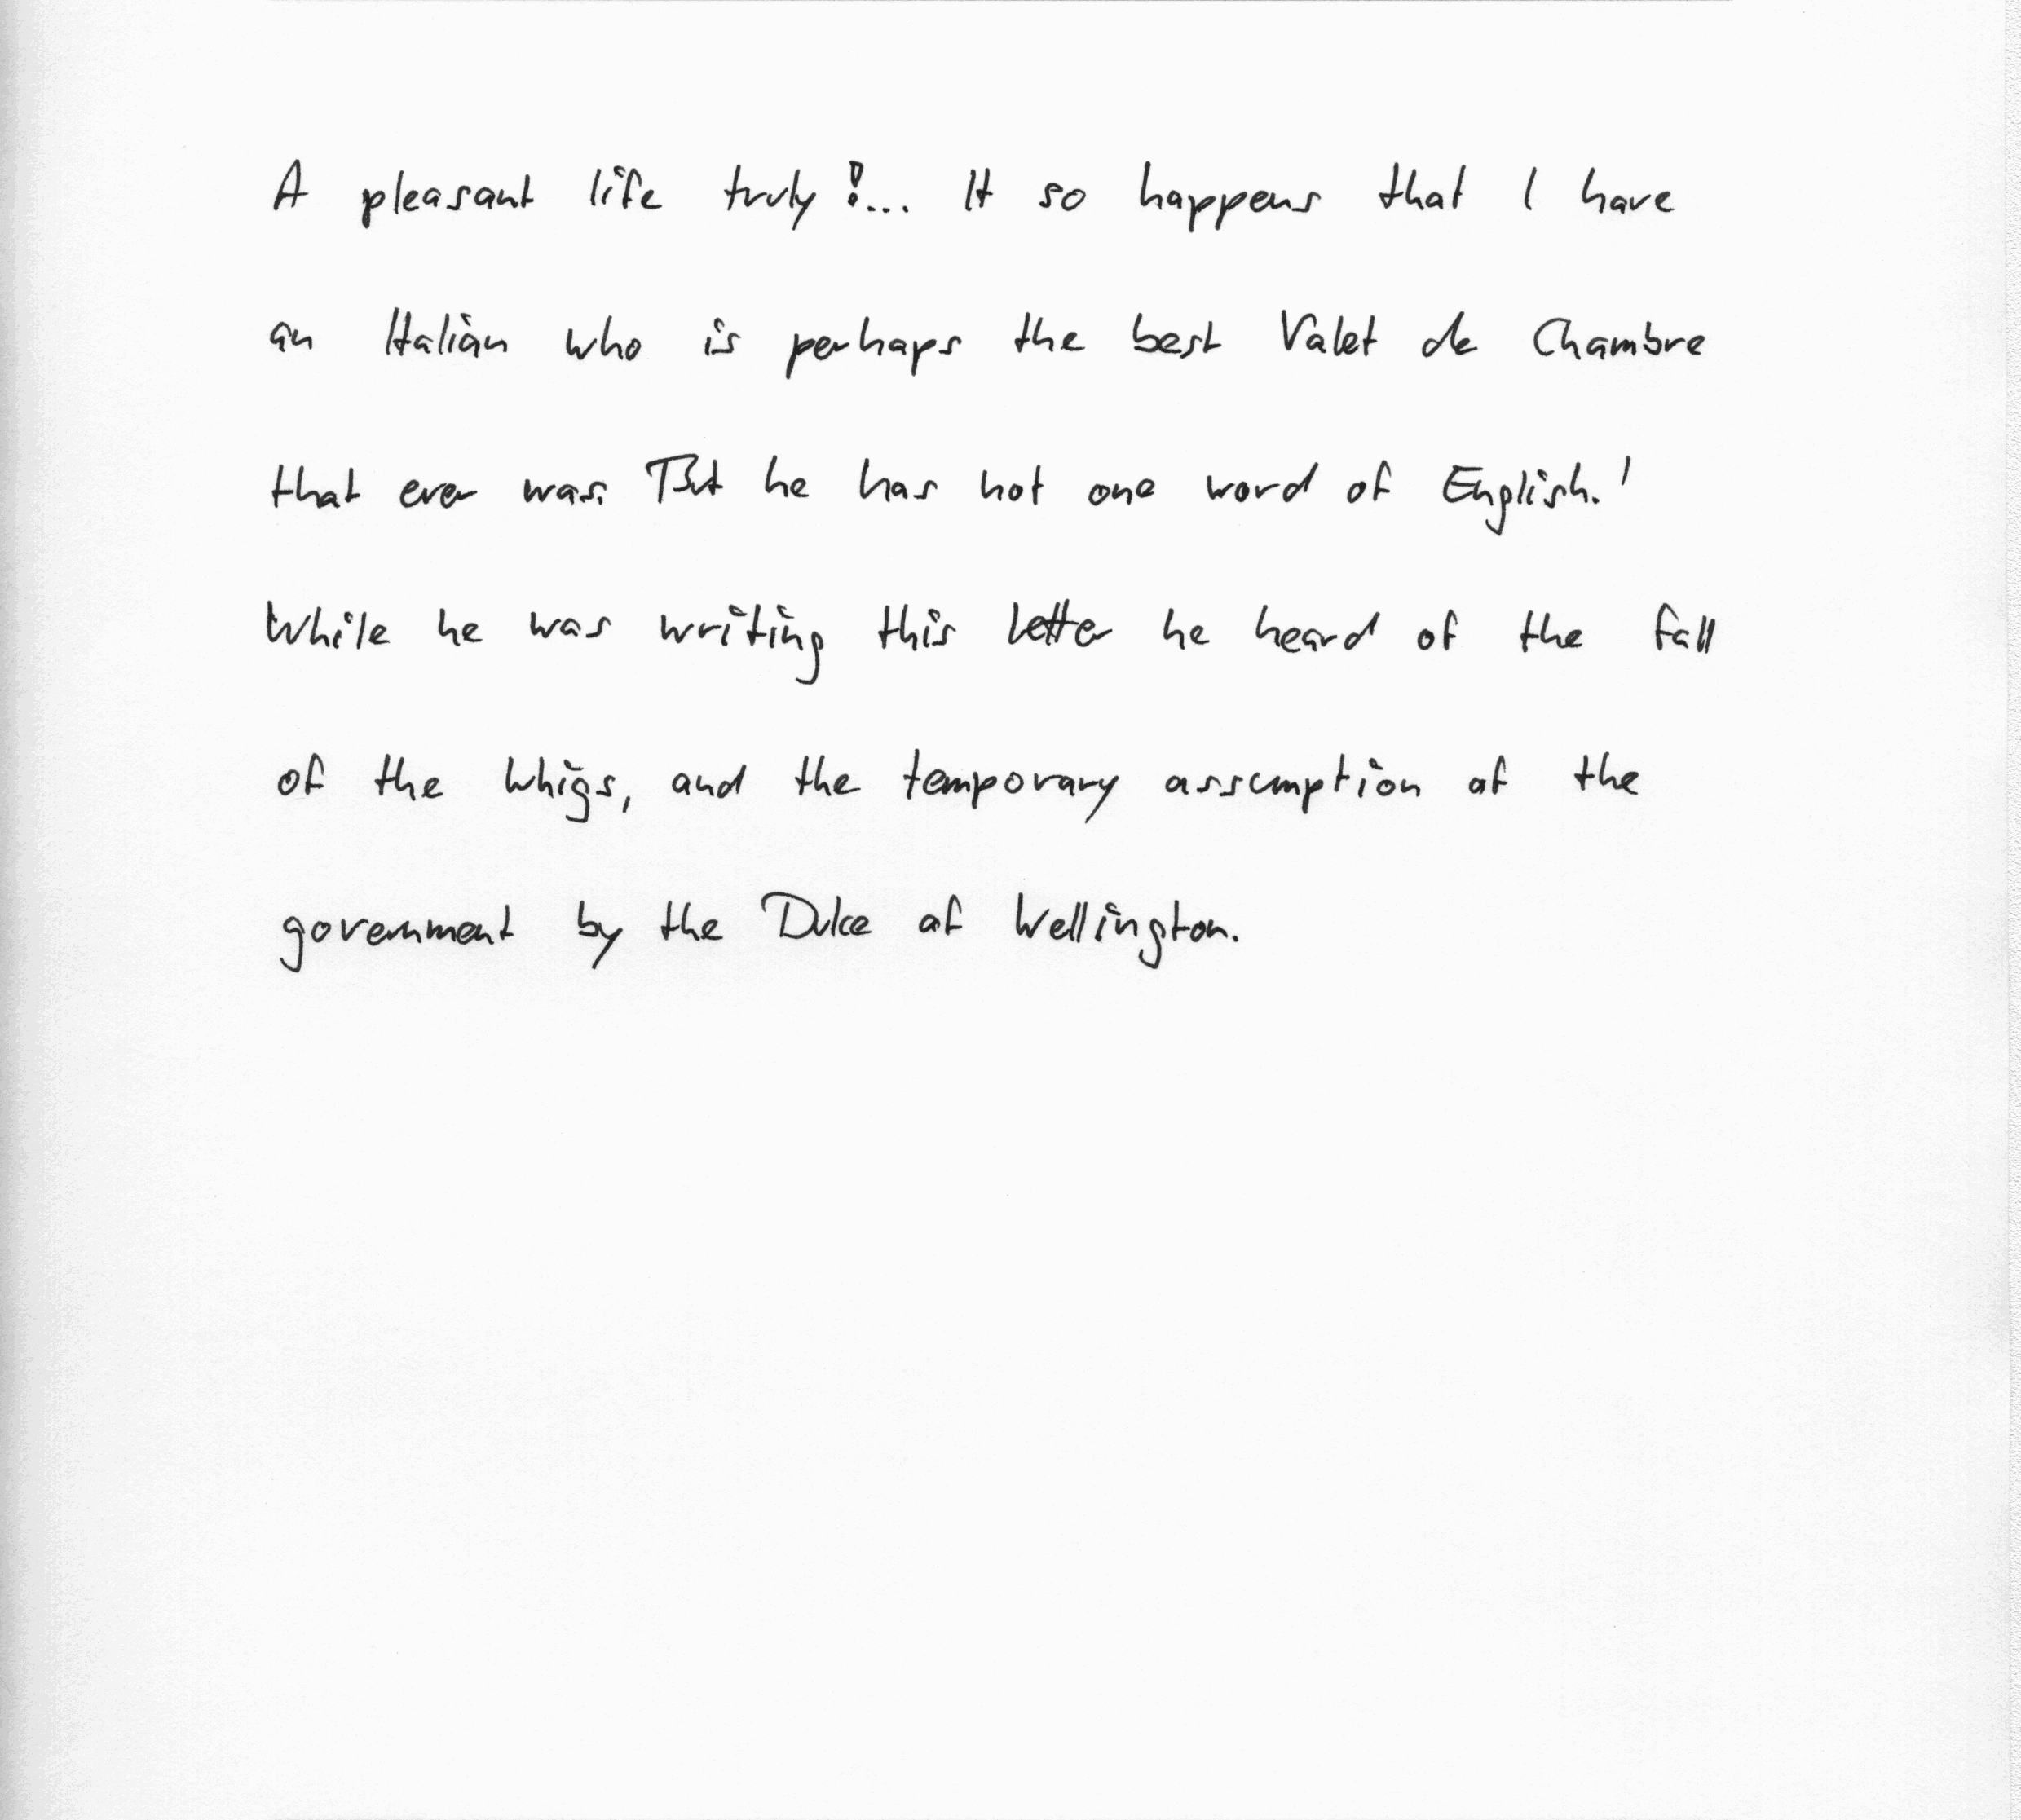 A pleasant life truly!... It so happens that I have
an Italian who is perhaps the best Valet de Chambre
that ever was. But he has not one word of English.'
While he was writing this letter he heard of the fall
of the Whigs, and the temporary assumption of the
government by the Duke of Wellington.